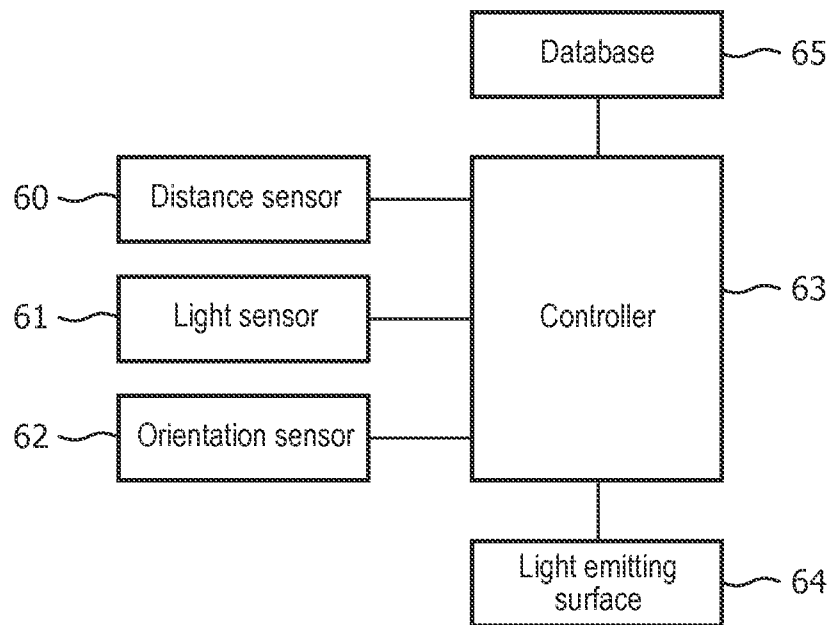 Database
65
60
Distance sensor
61
Light sensor
Controller
63
62
Orientation sensor
Light emitting
surface
64